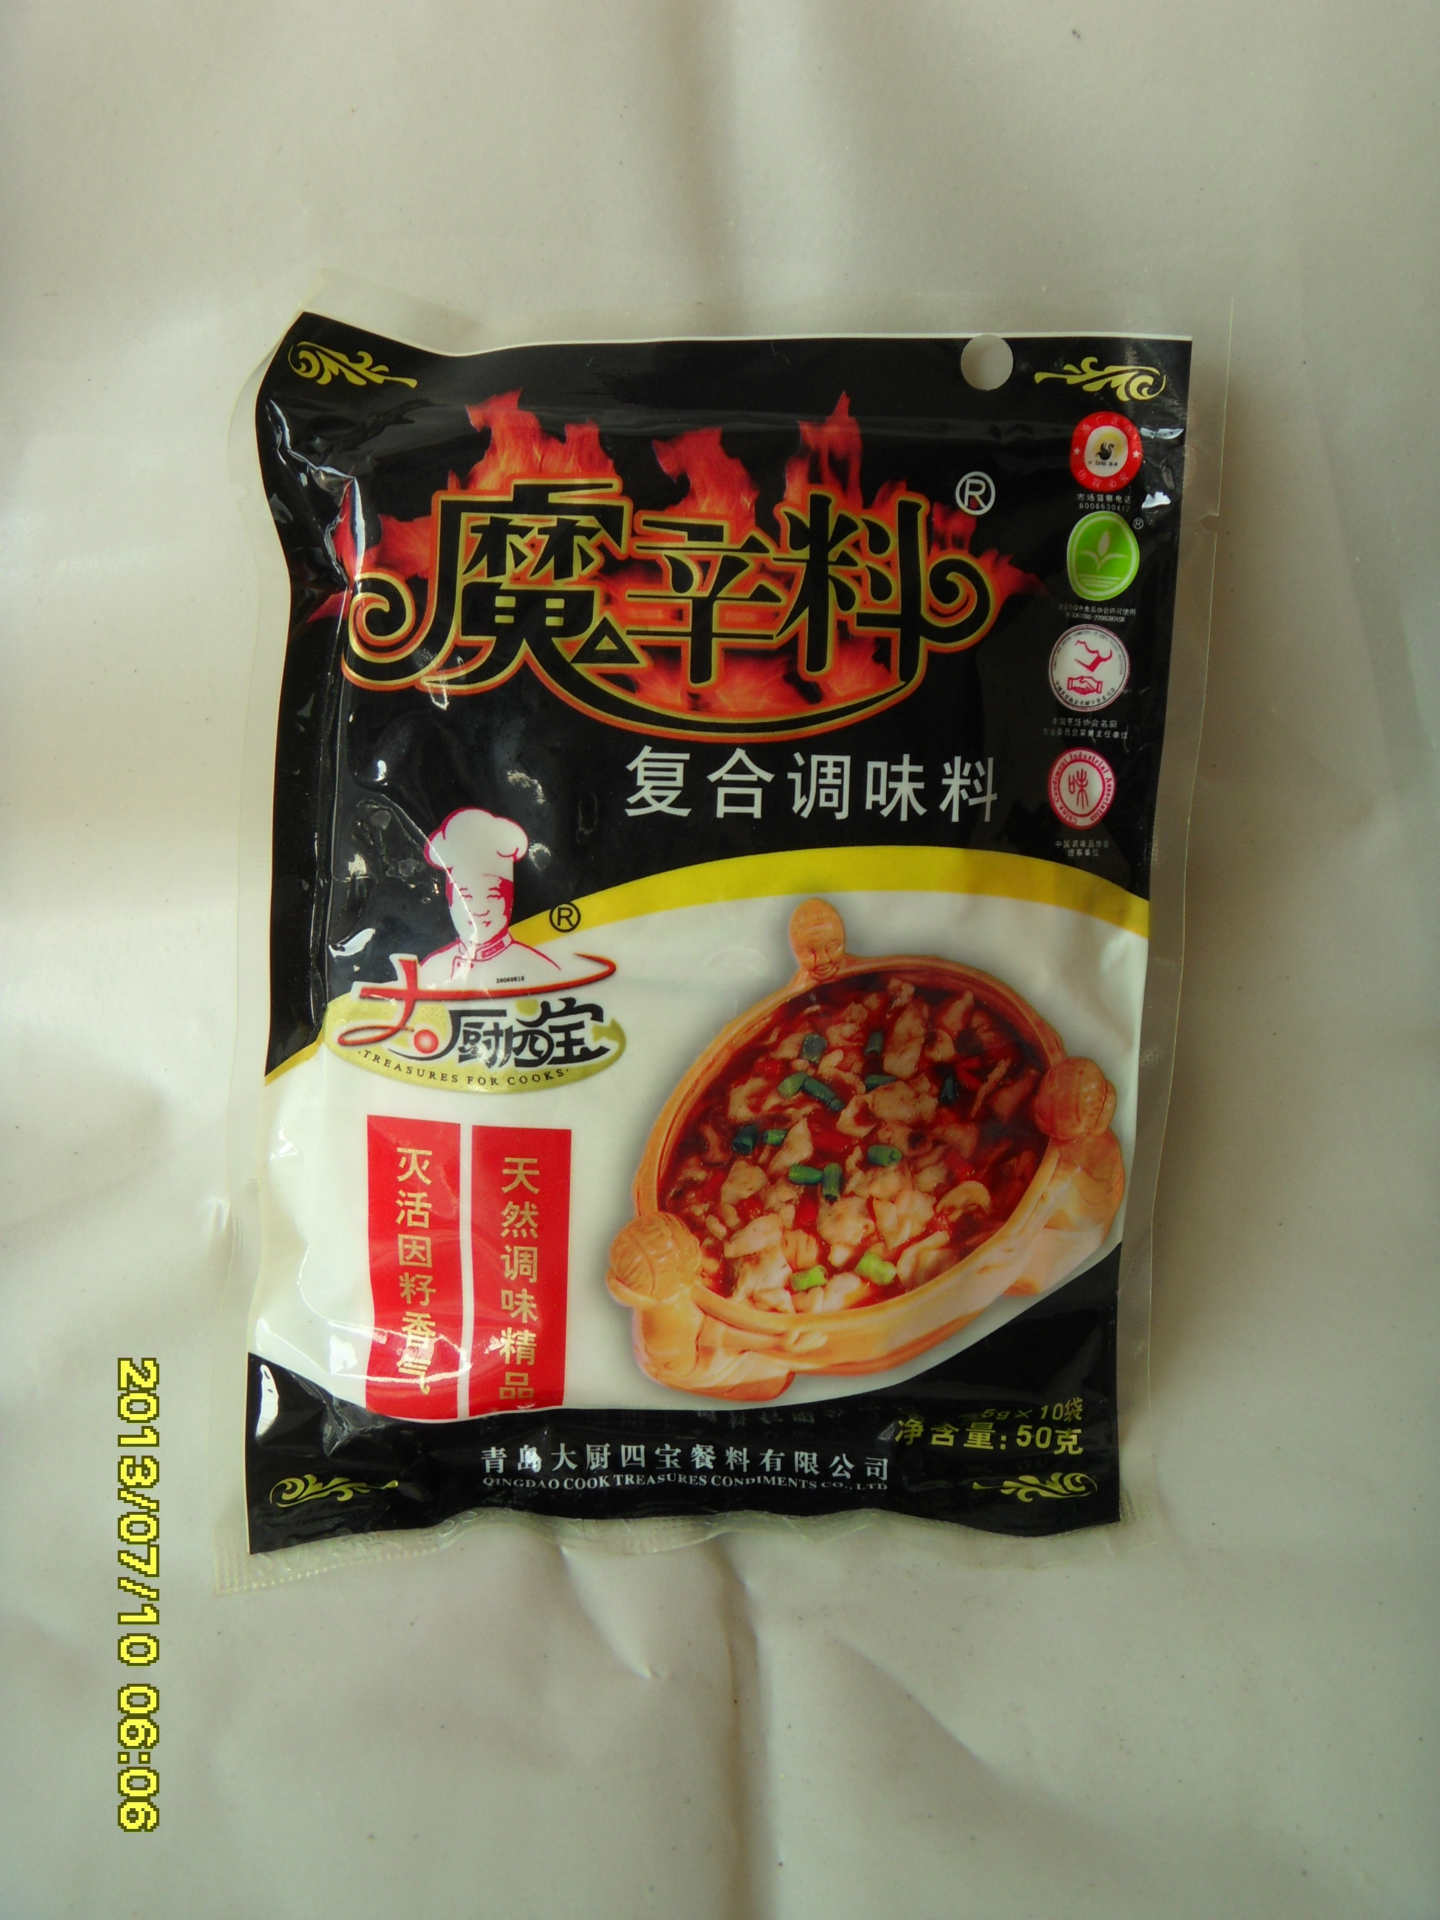 魔辛料
®
复合调味料
®
大厨四宝
TREASURES FOR COOKS
天然调味精品
灭活因籽香气
味
5g×10袋
净含量:50克
青岛大厨四宝餐料有限公司
QINGDAO COOK TREASURES CONDIMENTS CO., LTD
2013/07/10 06:06